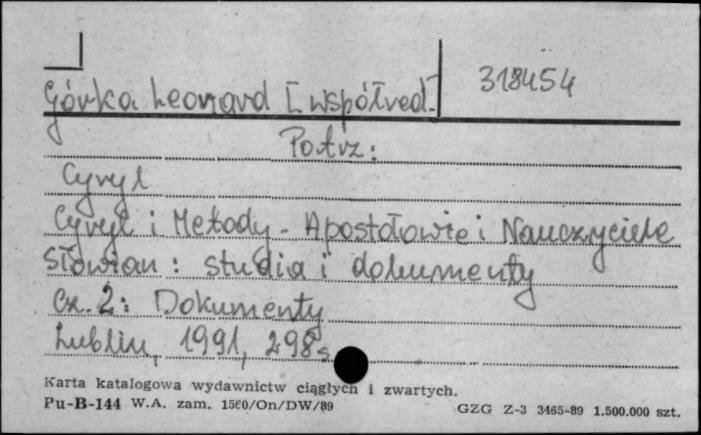 318454
Górka Leonard [współred.]
Patrz:
Cyryl
Cyryl i Metody - Apostołowie i Nauczyciele
Słowian : studia i dokumenty
Cz. 2: Dokumenty
Lublin, 1991, 298 s
Karta katalogowa wydawnictw ciągłych i zwartych.
Pu-B-144 W.A. zam. 1560/On/DW/89 GZG Z-3 3465-89 1.500.000 szt.